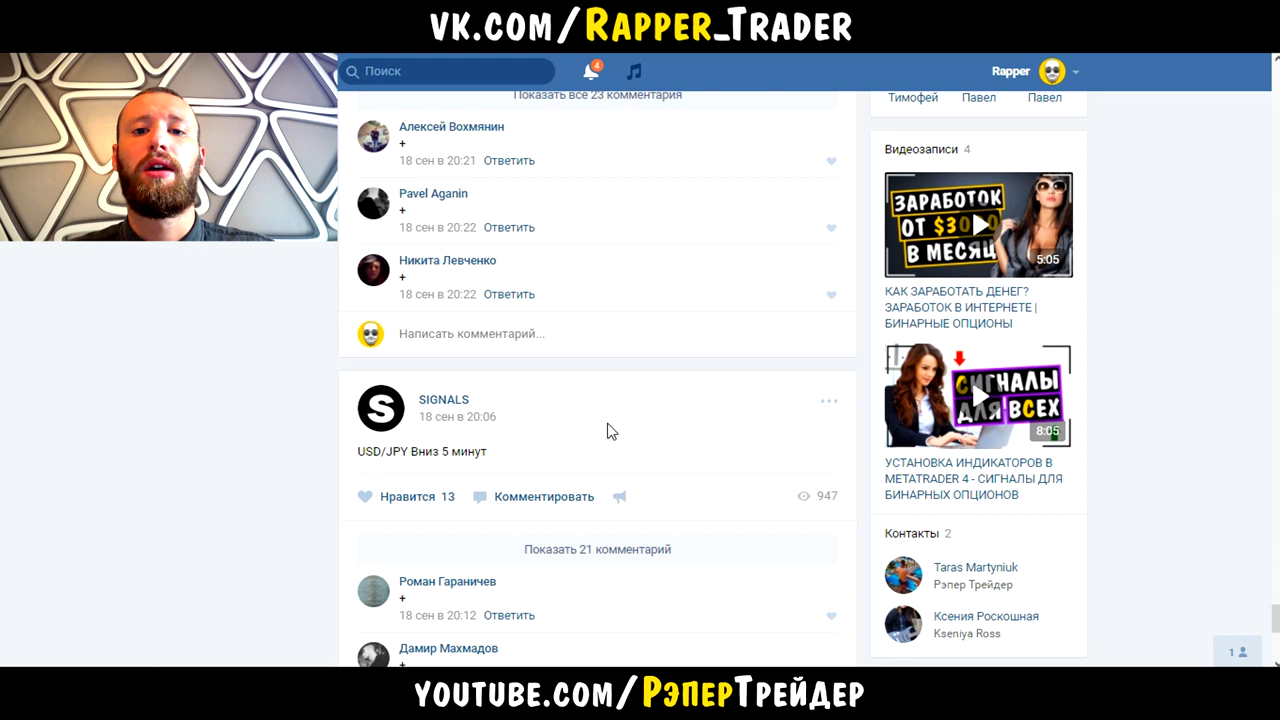 VK.COM/RAPPER_TRADER
Поиск
4
Rapper
Показать все 23 комментария
Алексей Вохмянин
+
18 сен в 20:21 Ответить
Pavel Aganin
+
18 сен в 20:22 Ответить
Никита Левченко
+
18 сен в 20:22 Ответить
Написать комментарий...
S
SIGNALS
18 сен в 20:06
USD/JPY Вниз 5 минут
Нравится 13 Комментировать 947
Показать 21 комментарий
Роман Гараничев
+
18 сен в 20:12 Ответить
Дамир Махмадов
+
Тимофей Павел Павел
Видеозаписи 4
ЗАРАБОТОК
ОТ
В МЕСЯЦ
5:05
КАК ЗАРАБОТАТЬ ДЕНЕГ?
ЗАРАБОТОК В ИНТЕРНЕТЕ |
БИНАРНЫЕ ОПЦИОНЫ
СИГНАЛЫ
ДЛЯ ВСЕХ
8:05
УСТАНОВКА ИНДИКАТОРОВ В
METATRADER 4 - СИГНАЛЫ ДЛЯ
БИНАРНЫХ ОПЦИОНОВ
Контакты 2
Taras Martyniuk
Рэпер Трейдер
Ксения Роскошная
Kseniya Ross
1
YOUTUBE.COM/РЭПЕРТРЕЙДЕР